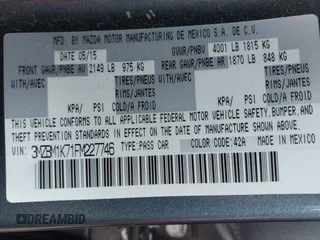 MFD. BY MAZDA MOTOR MANUFACTURING DE MEXICO S.A. DE C.V.
DATE 05/15 GVWR/PNBV 4001 LB 1815 KG
FRONT GAWR/PNBE AV 2149 LB 975 KG REAR GAWR/PNBE AR 1870 LB 848 KG
WITH/AVEC TIRES/PNEUS WITH/AVEC TIRES/PNEUS
RIMS/JANTES RIMS/JANTES
KPA/ PSI COLD/A FROID KPA/ PSI COLD/A FROID
THIS VEHICLE CONFORMS TO ALL APPLICABLE FEDERAL MOTOR VEHICLE SAFETY, BUMPER, AND
THEFT PREVENTION STANDARDS IN EFFECT ON THE DATE OF MANUFACTURE SHOWN ABOVE.
MADE IN MEXICO
VIN: 3MZBM1K71FM227746 TYPE: PASS CAR COLOR/MODEL: 42A
DREAMBID